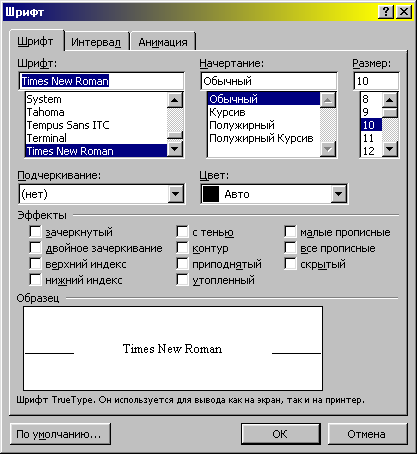 Шрифт
Шрифт Интервал Анимация
Шрифт: Начертание: Размер:
Times New Roman Обычный 10
System Обычный 8
Tahoma Курсив 9
Tempus Sans ITC Полужирный 10
Terminal Полужирный Курсив 11
Times New Roman 12
Подчеркивание: Цвет:
(нет) Авто
Эффекты
зачеркнутый с тенью малые прописные
двойное зачеркивание контур все прописные
верхний индекс приподнятый скрытый
нижний индекс утопленный
Образец
Times New Roman
Шрифт TrueType. Он используется для вывода как на экран, так и на принтер.
По умолчанию... OK Отмена